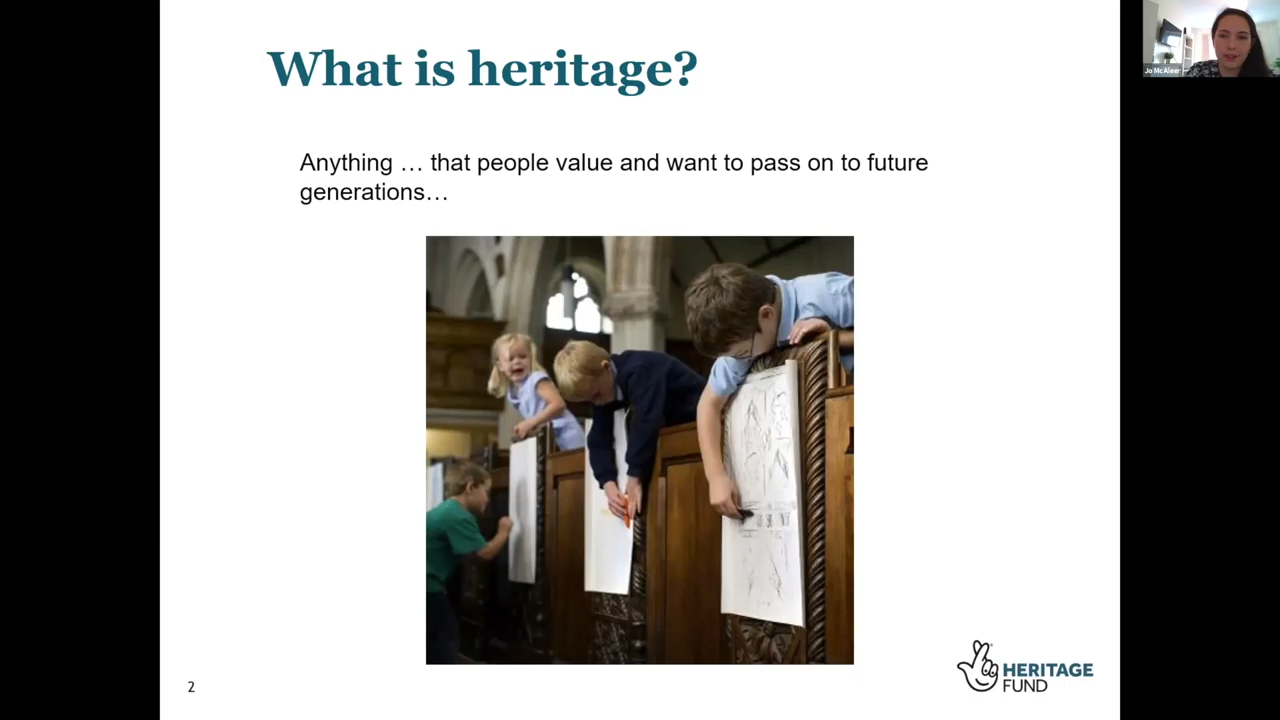 What is heritage?
Jo McAleer
Anything … that people value and want to pass on to future
generations…
HERITAGE
FUND
2